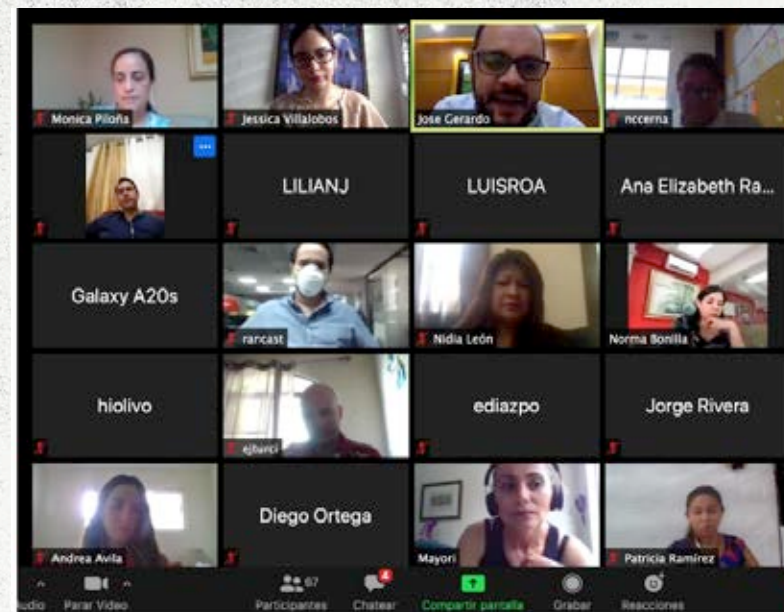 Monica Piloña
Jessica Villalobos
Jose Gerardo
nccerna
LILIANJ
LUISROA
Ana Elizabeth Ra...
Galaxy A20s
rancast
Nidia León
Norma Bonilla
hiolivo
ejbarci
ediazpo
Jorge Rivera
Andrea Avila
Diego Ortega
Mayori
Patricia Ramírez
4
67
udio
Parar Video
Participantes
Chatear
Compartir pantalla
Grabar
Reacciones